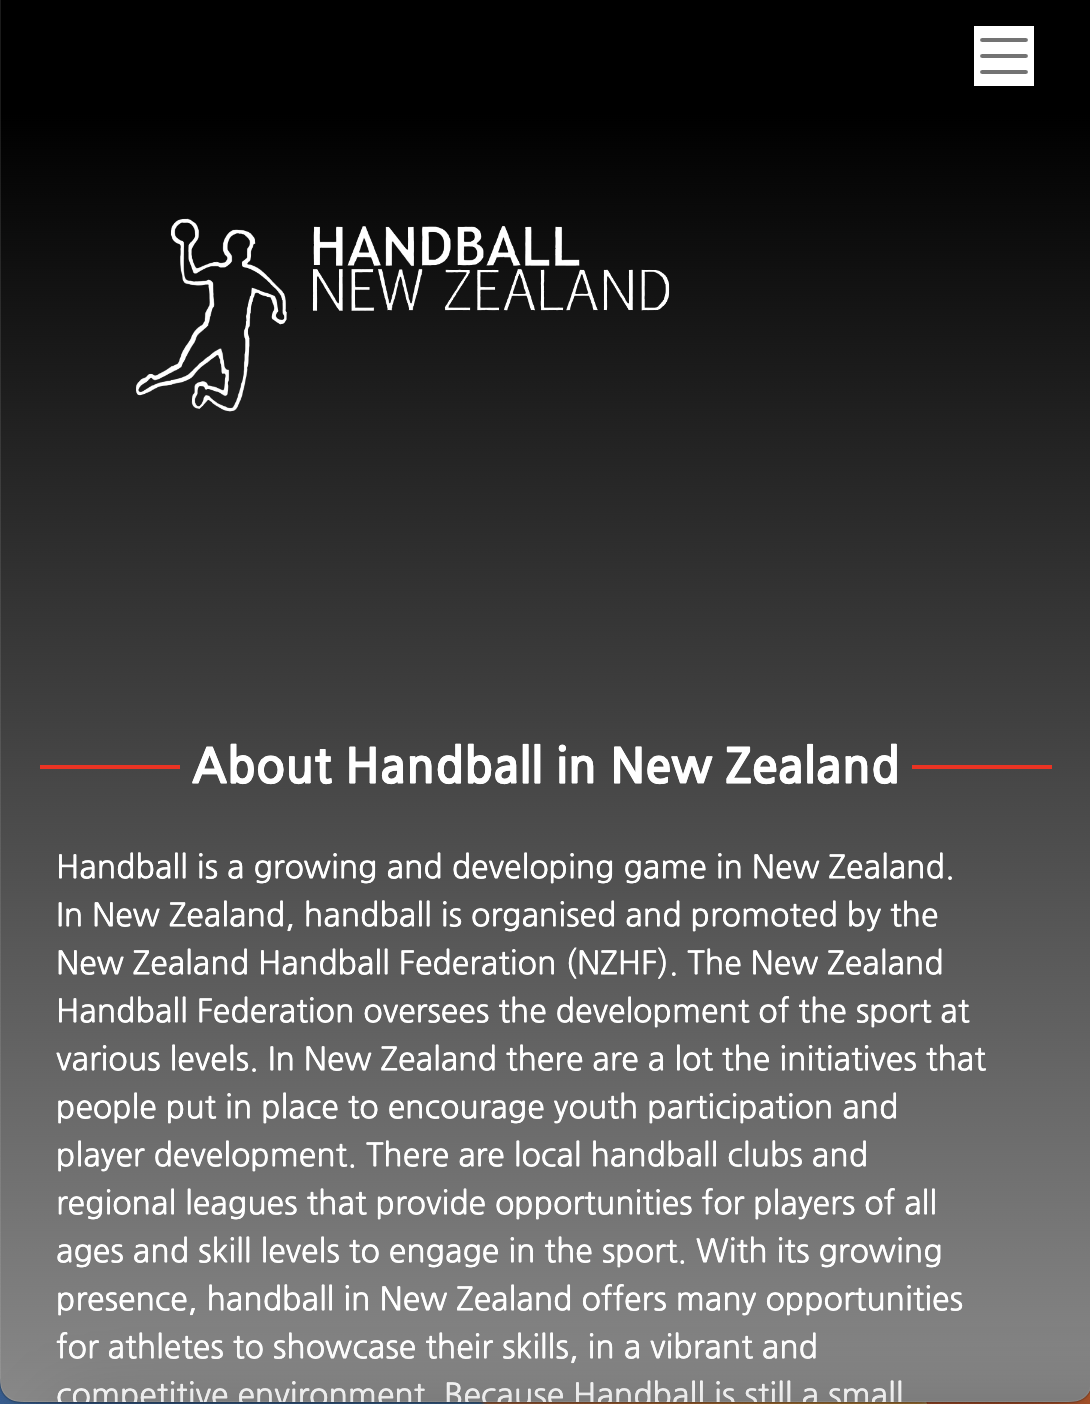 HANDBALL
NEW ZEALAND
About Handball in New Zealand
Handball is a growing and developing game in New Zealand.
In New Zealand, handball is organised and promoted by the
New Zealand Handball Federation (NZHF). The New Zealand
Handball Federation oversees the development of the sport at
various levels. In New Zealand there are a lot the initiatives that
people put in place to encourage youth participation and
player development. There are local handball clubs and
regional leagues that provide opportunities for players of all
ages and skill levels to engage in the sport. With its growing
presence, handball in New Zealand offers many opportunities
for athletes to showcase their skills, in a vibrant and
competitive environment. Because Handball is still a small